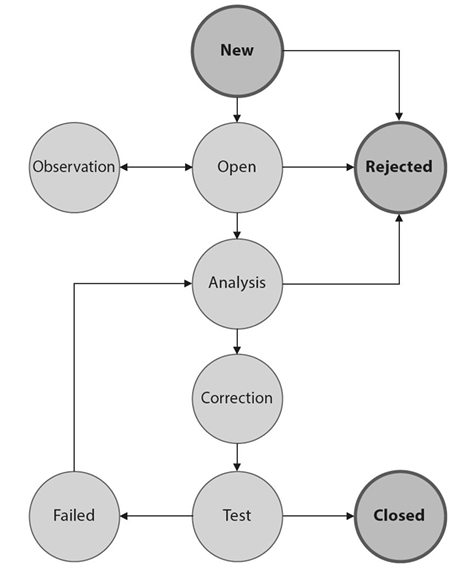 New
Observation
Open
Rejected
Analysis
Correction
Failed
Test
Closed